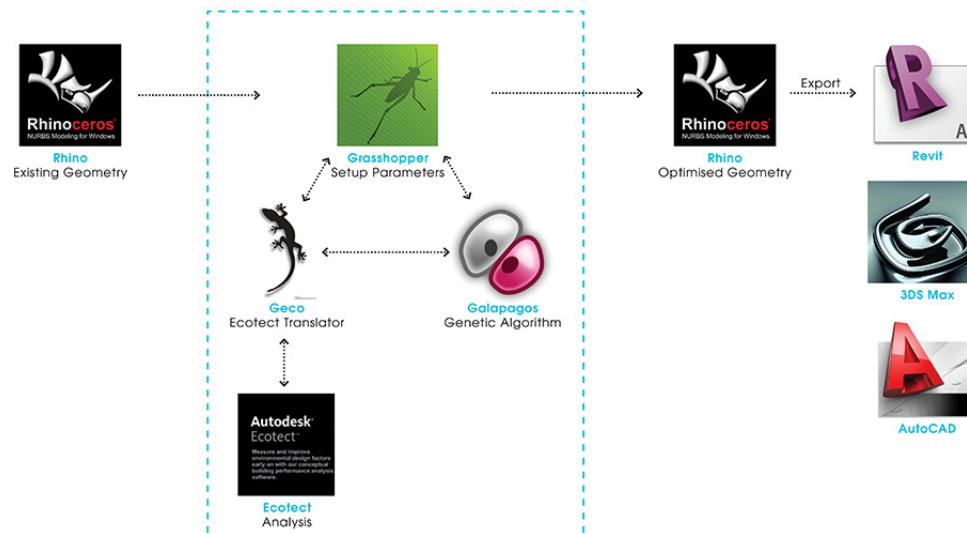 Rhinoceros®
NURBS Modeling for Windows
Rhino
Existing Geometry
Grasshopper
Setup Parameters
Rhinoceros®
NURBS Modeling for Windows
Rhino
Optimised Geometry
Export
R
A
Revit
Geco
Ecotect Translator
Galapagos
Genetic Algorithm
3DS Max
A
AutoCAD
Autodesk®
Ecotect™
Measure and improve
environmental design factors
early on with our conceptual
building performance analysis
software.
Ecotect
Analysis